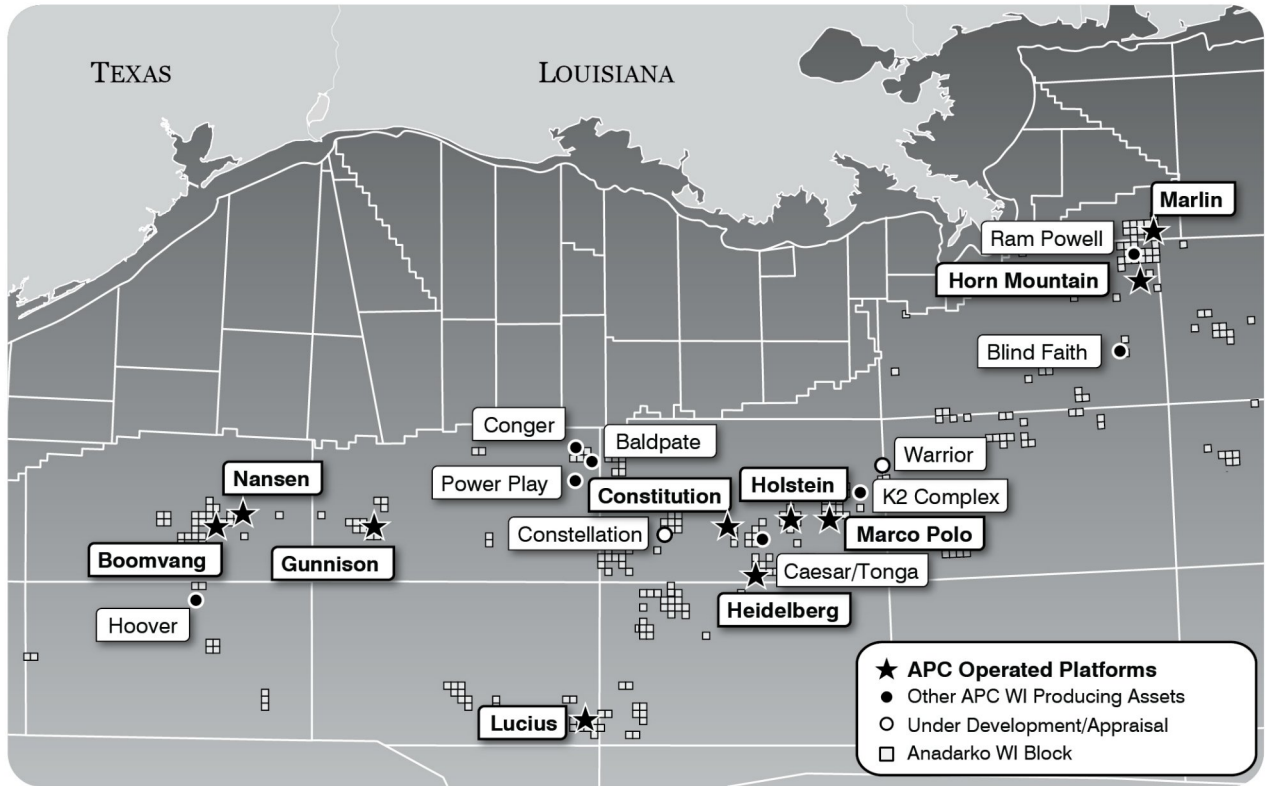 TEXAS
LOUISIANA
Marlin
Ram Powell
Horn Mountain
Blind Faith
Conger
Baldpate
Warrior
Nansen
Power Play
Constitution
Holstein
K2 Complex
Constellation
Marco Polo
Boomvang
Gunnison
Caesar/Tonga
Heidelberg
Hoover
Lucius
APC Operated Platforms
Other APC WI Producing Assets
Under Development/Appraisal
Anadarko WI Block